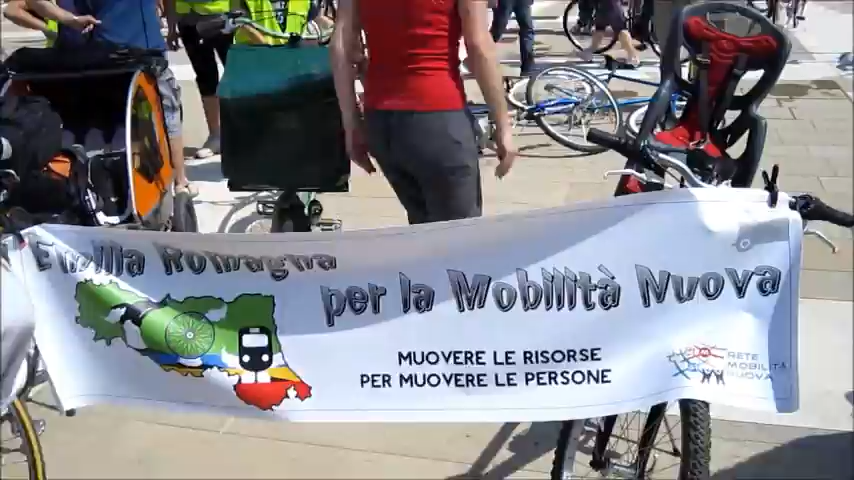 Emilia Romagna
per la Mobilità Nuova
MUOVERE LE RISORSE
PER MUOVERE LE PERSONE
RETE
MOBILITÀ
NUOVA